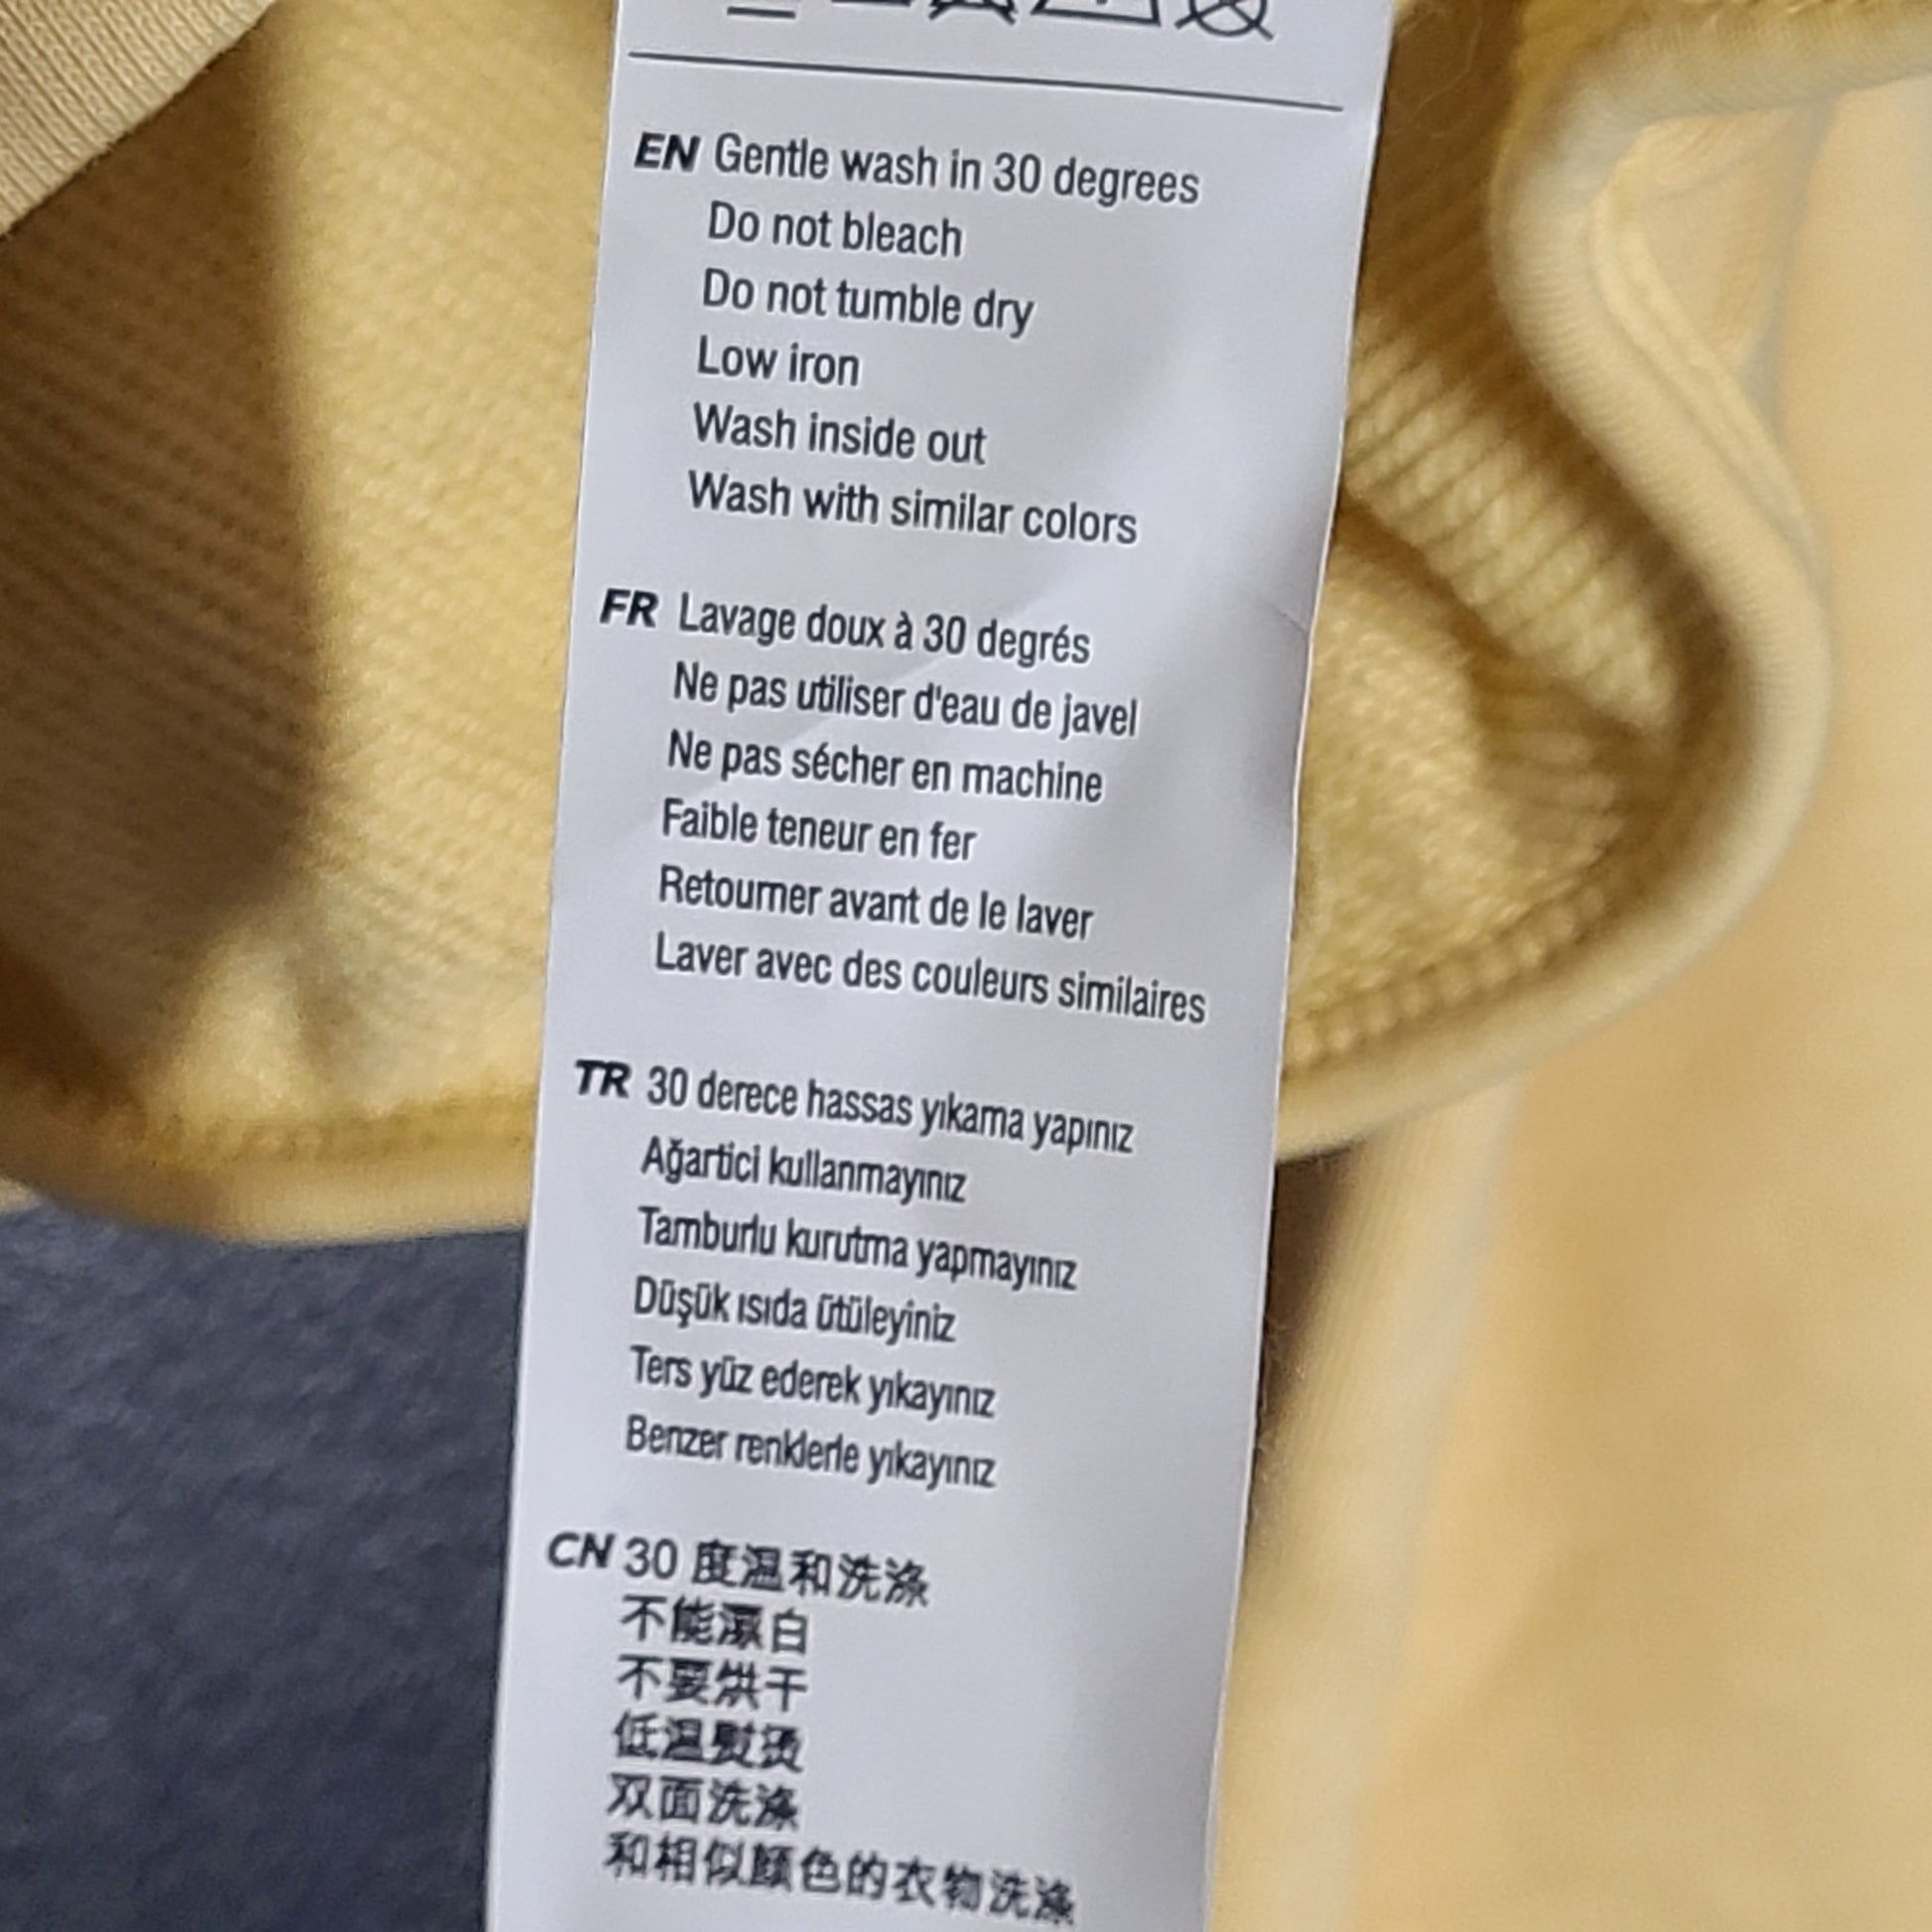 EN Gentle wash in 30 degrees
Do not bleach
Do not tumble dry
Low iron
Wash inside out
Wash with similar colors
FR Lavage doux à 30 degrés
Ne pas utiliser d'eau de javel
Ne pas sécher en machine
Faible teneur en fer
Retourner avant de le laver
Laver avec des couleurs similaires
TR 30 derece hassas yıkama yapınız
Ağartici kullanmayınız
Tamburlu kurutma yapmayınız
Düşük ısıda ütüleyiniz
Ters yüz ederek yıkayınız
Benzer renklerle yıkayınız
CN 30 度温和洗涤
不能漂白
不要烘干
低温熨烫
双面洗涤
和相似颜色的衣物洗涤